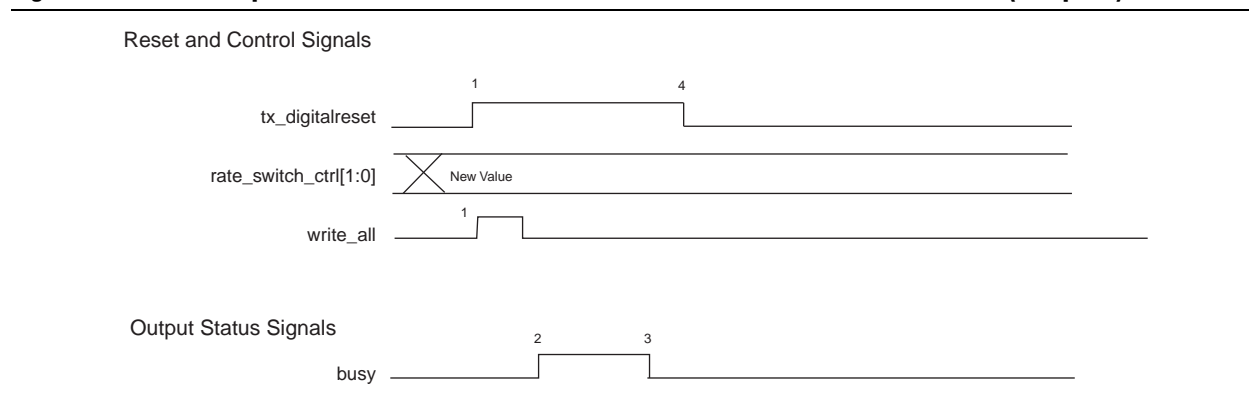 Reset and Control Signals
1 4
tx_digitalreset
rate_switch_ctrl[1:0] New Value
1
write_all
Output Status Signals
2 3
busy